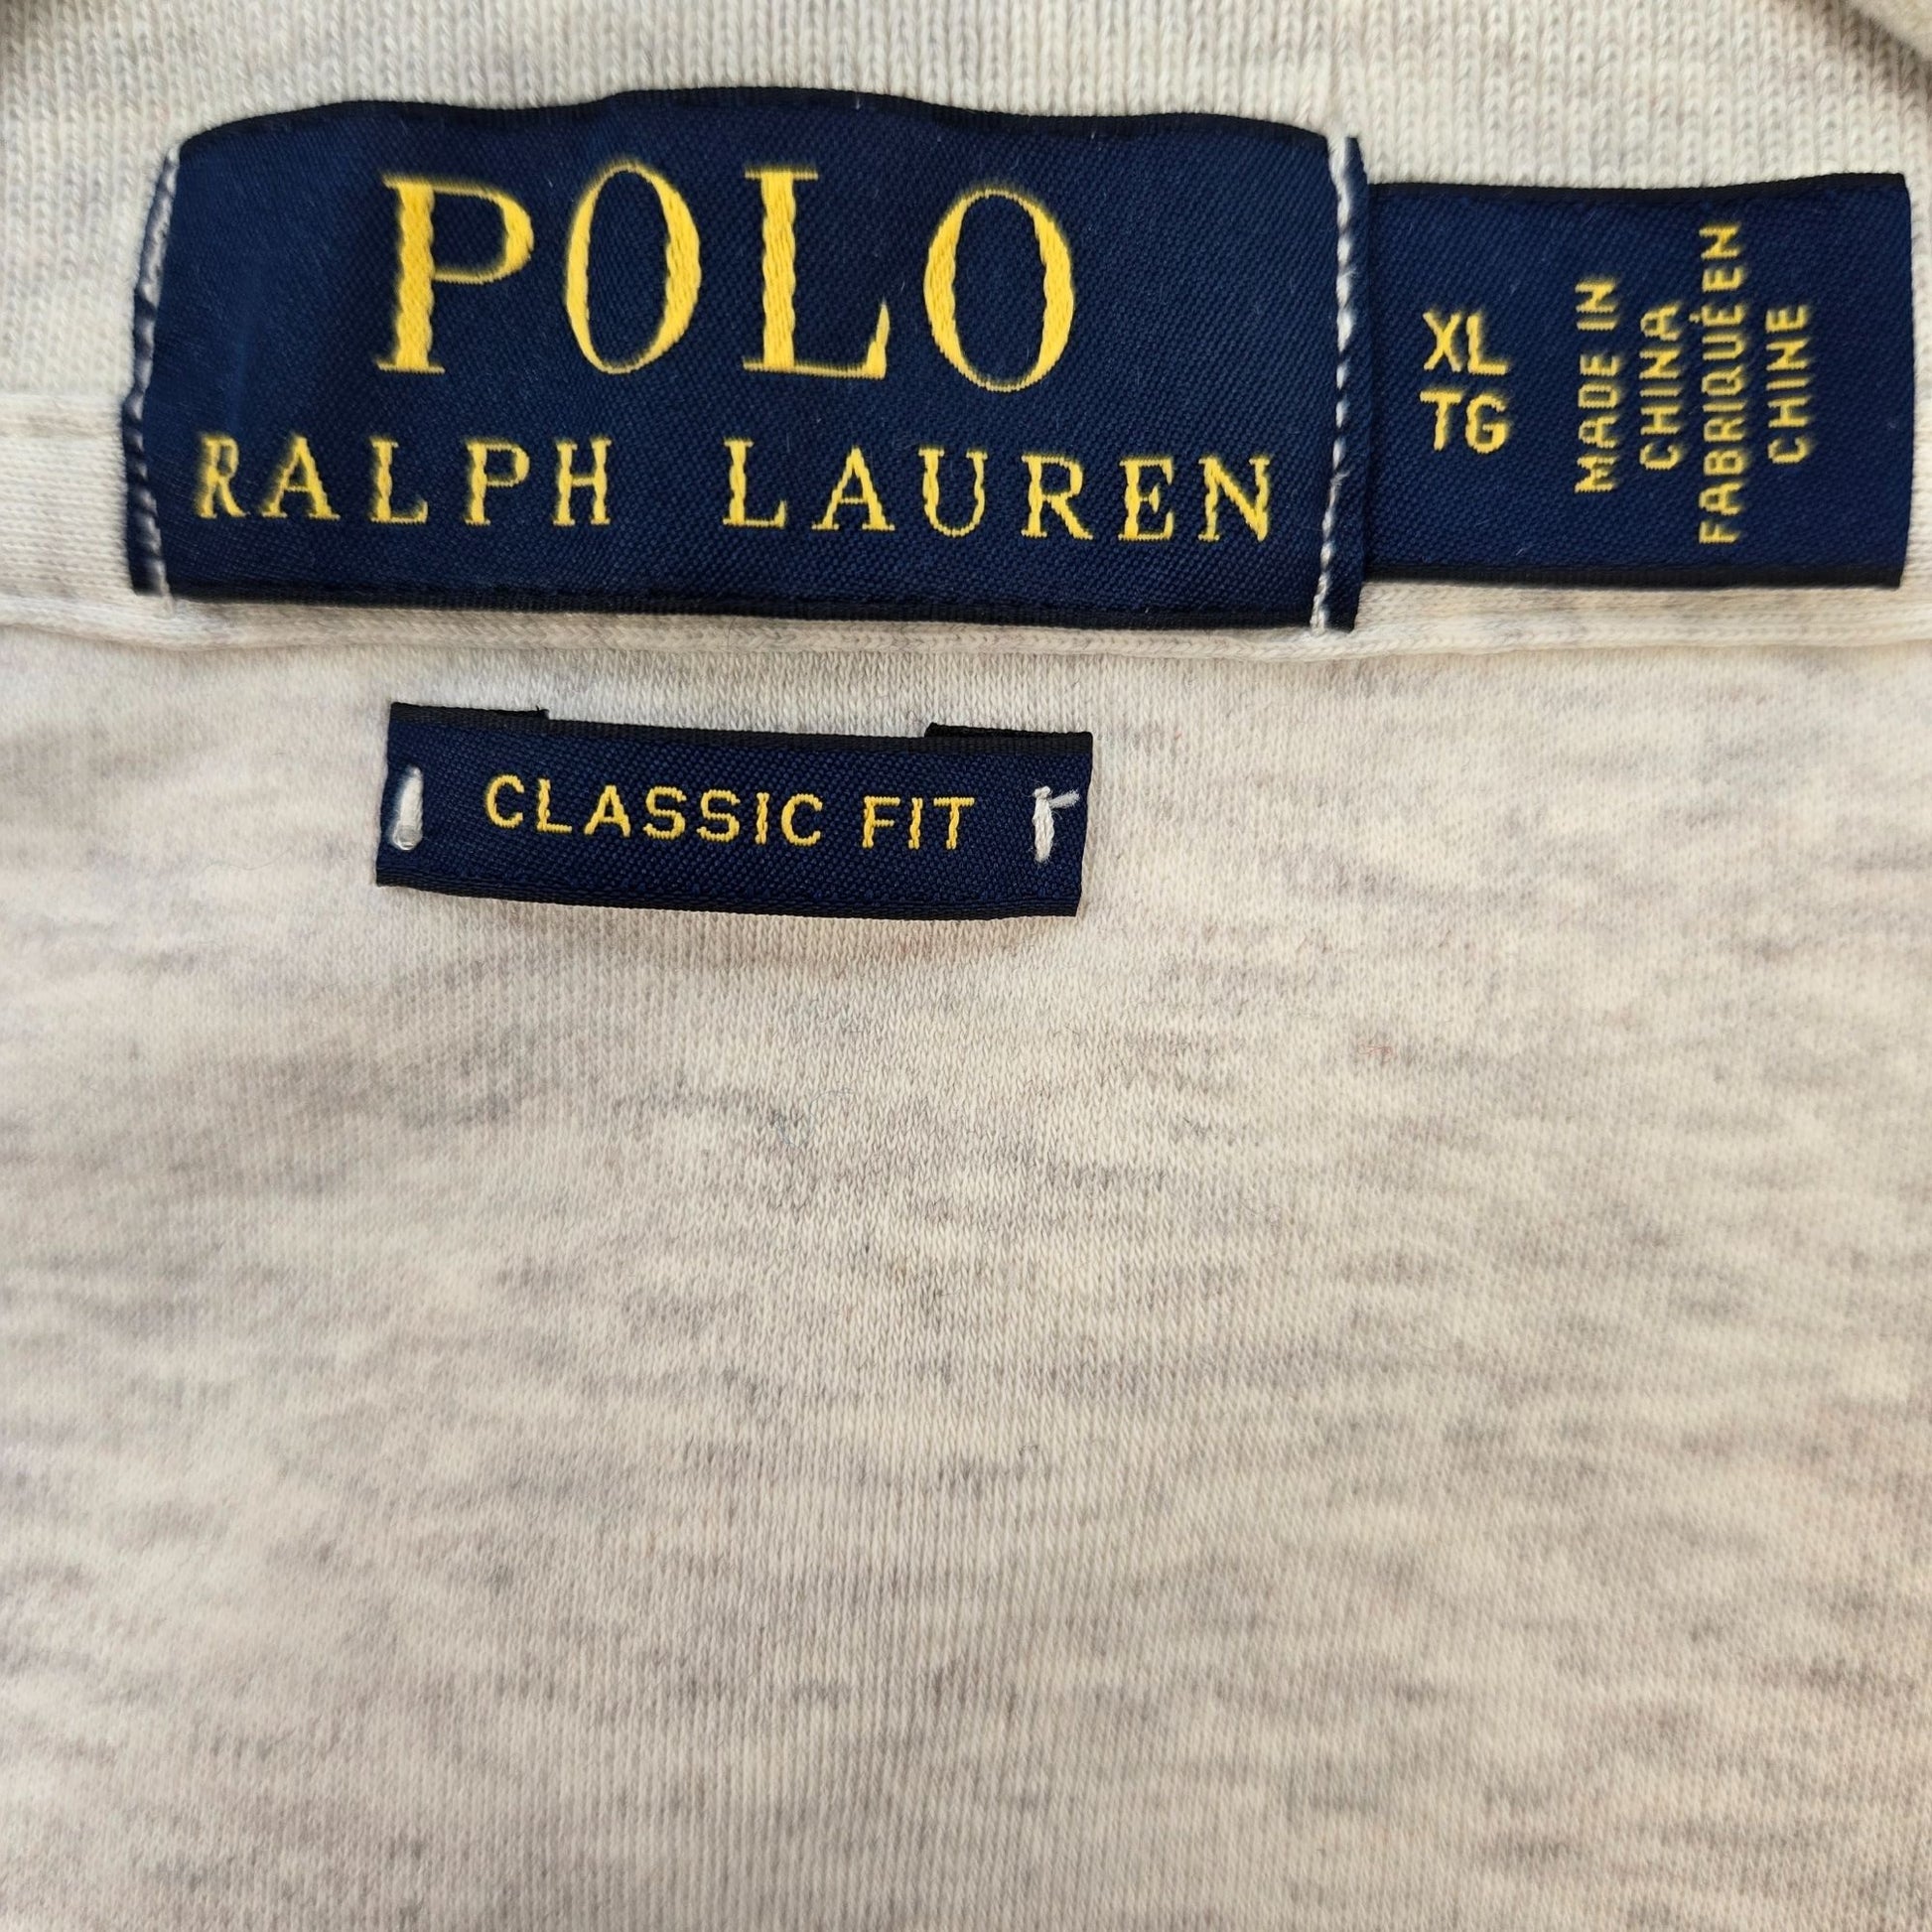 POLO
RALPH LAUREN
XL
TG
MADE IN
CHINA
FABRIQUÉ EN
CHINE
CLASSIC FIT